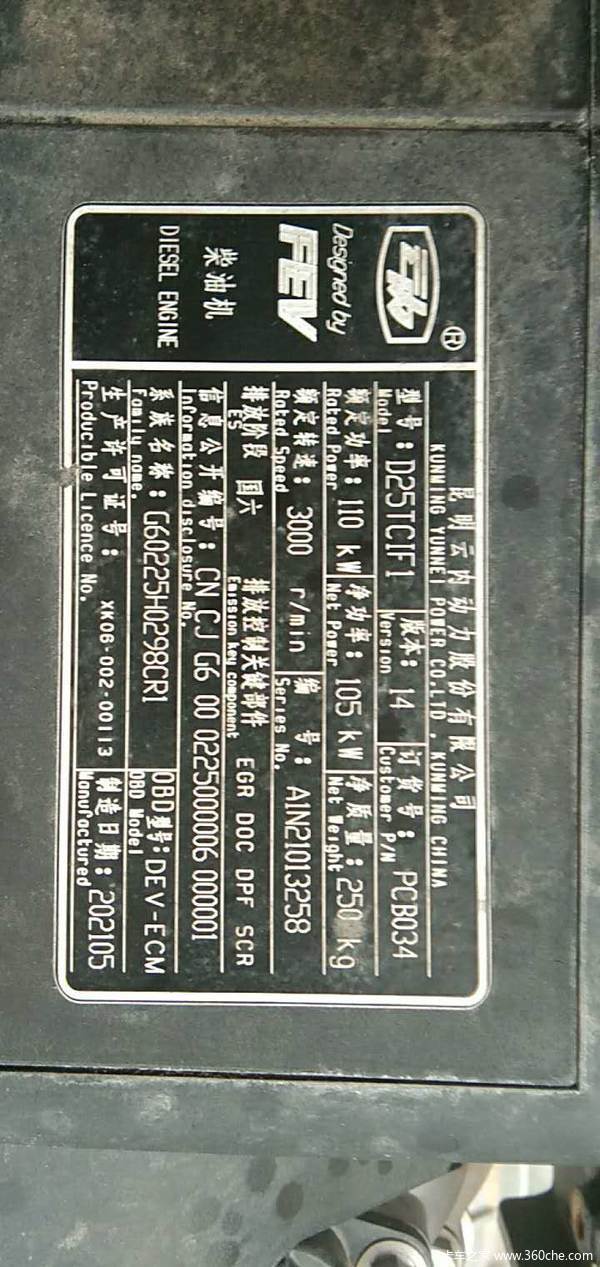 云内
®
Designed by
FEV
柴油机
DIESEL ENGINE
昆明云内动力股份有限公司
KUNMING YUNNEI POWER CO.LTD . KUNMING CHINA
型号: D25TCIF1 版本: 14 订货号: PCB034
Model Version Customer P/N
额定功率: 110 kW 净功率: 105 kW 净质量: 250 kg
Rated Power Net Power Net Weight
额定转速: 3000 r/min 编号: A1N21013258
Rated Speed Series No.
排放阶段 国六 排放控制关键部件 EGR DOC DPF SCR
ES Emission key component
信息公开编号: CN CJ G6 00 0225000006 000001
Information disclosure No.
系族名称: G60225H0298CR1 OBD型号: DEV-ECM
Family name. OBD Model
生产许可证号: XK06-002-00113 制造日期: 202105
Producible Licence No. Manufactured
卡车之家 www.360che.com